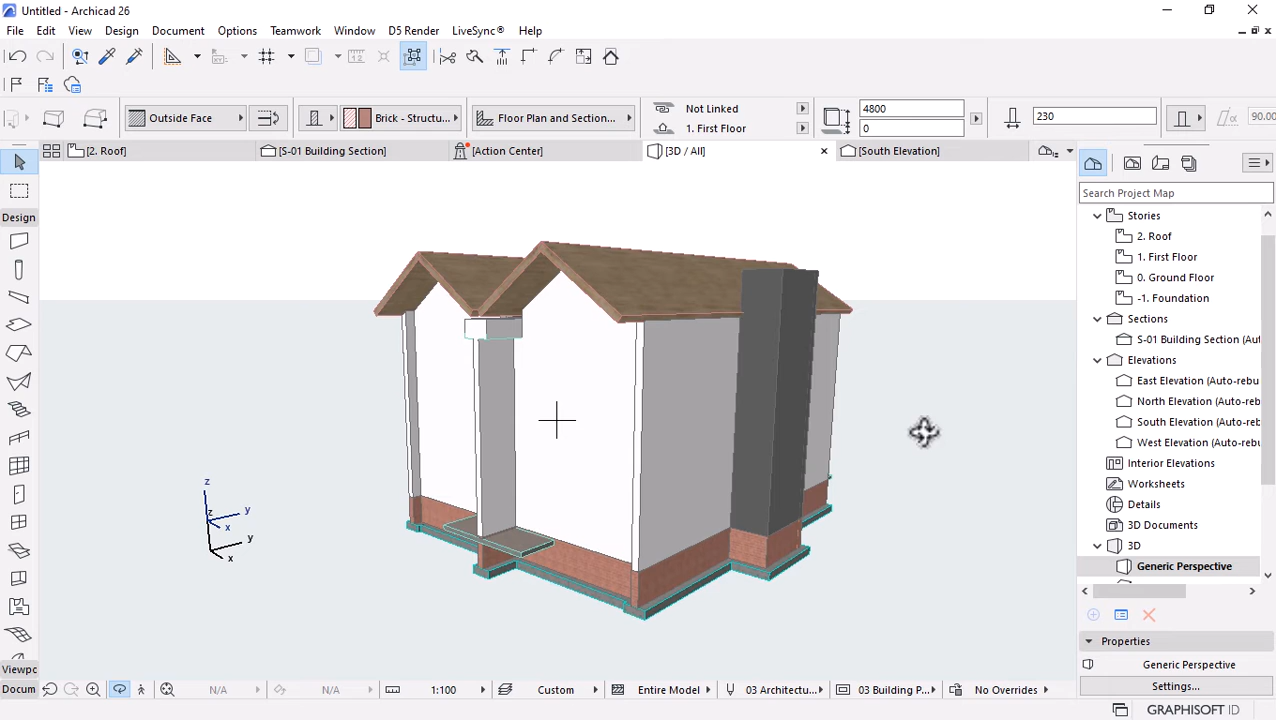 Untitled - Archicad 26
File Edit View Design Document Options Teamwork Window D5 Render LiveSync® Help
Outside Face
Brick - Structu...
Floor Plan and Section...
Not Linked
1. First Floor
4800
0
230
90.00
[2. Roof]
[S-01 Building Section]
[Action Center]
[3D / All]
[South Elevation]
Search Project Map
Design
Stories
2. Roof
1. First Floor
0. Ground Floor
-1. Foundation
Sections
S-01 Building Section (Au
Elevations
East Elevation (Auto-rebu
North Elevation (Auto-reb
South Elevation (Auto-reb
West Elevation (Auto-rebu
Interior Elevations
Worksheets
Details
3D Documents
3D
Generic Perspective
z
y
x
z
y
x
Properties
Generic Perspective
Settings...
Viewpc
Docum
N/A
N/A
1:100
Custom
Entire Model
03 Architectu...
03 Building P...
No Overrides
GRAPHISOFT ID